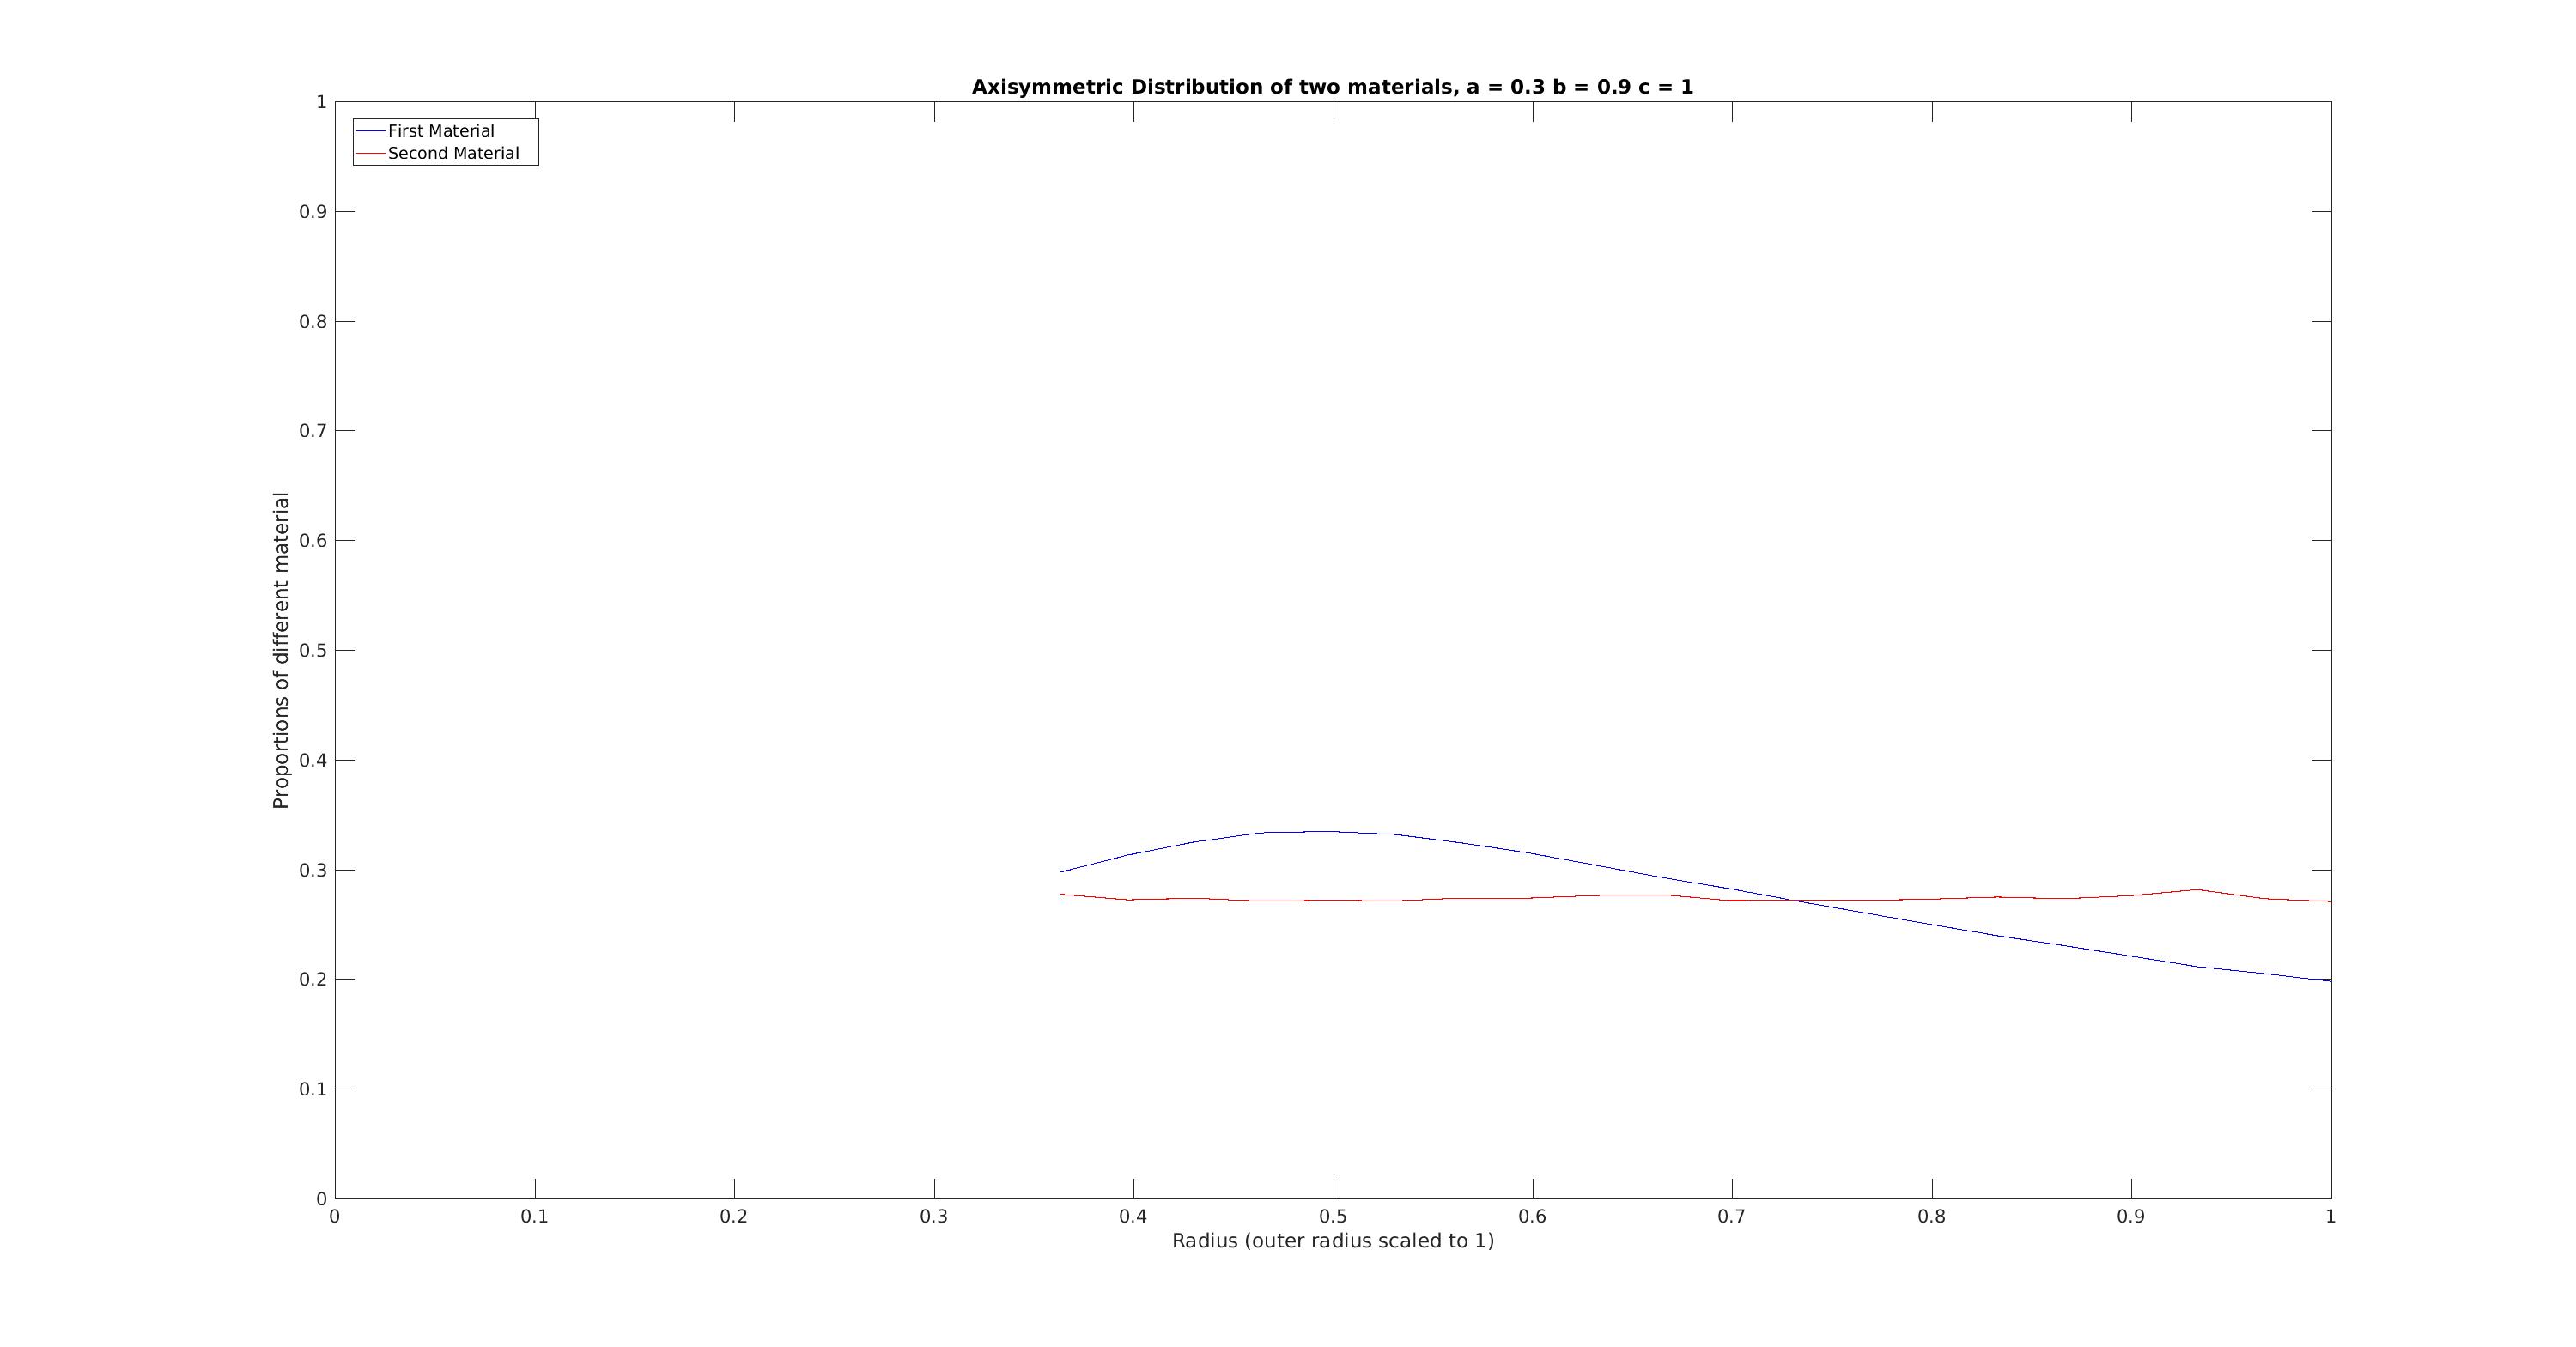 Axisymmetric Distribution of two materials, a = 0.3 b = 0.9 c = 1
First Material
Second Material
1
0.9
0.8
0.7
0.6
0.5
0.4
0.3
0.2
0.1
0
Proportions of different material
0 0.1 0.2 0.3 0.4 0.5 0.6 0.7 0.8 0.9 1
Radius (outer radius scaled to 1)